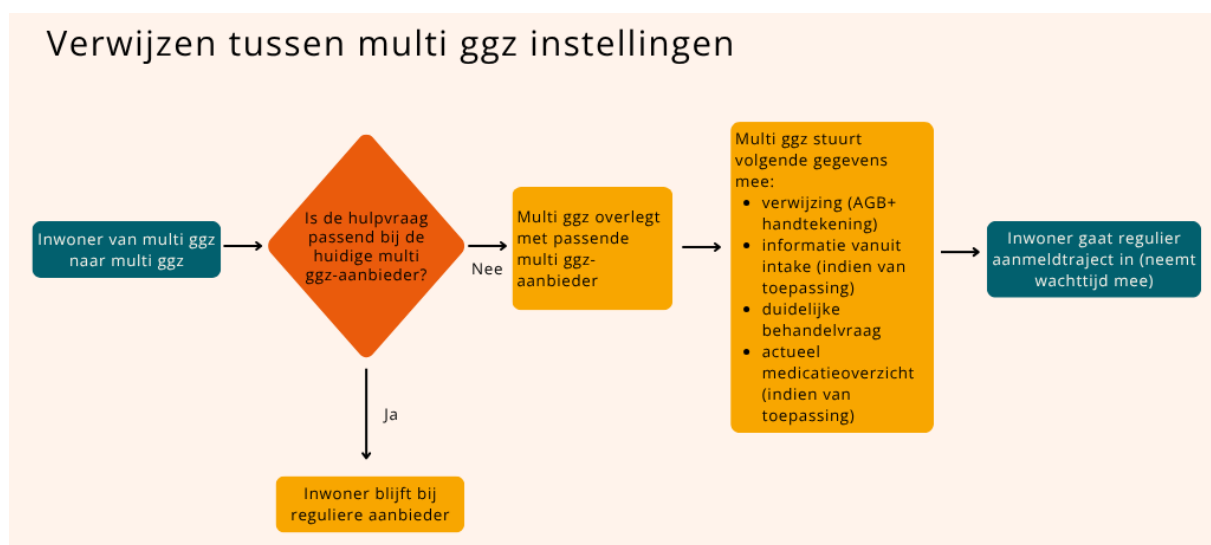 Verwijzen tussen multi ggz instellingen
Inwoner van multi ggz
naar multi ggz
Is de hulpvraag
passend bij de
huidige multi
ggz-aanbieder?
Nee
Ja
Inwoner blijft bij
reguliere aanbieder
Multi ggz overlegt
met passende
multi ggz-
aanbieder
Multi ggz stuurt
volgende gegevens
mee:
• verwijzing (AGB+
handtekening)
• informatie vanuit
intake (indien van
toepassing)
• duidelijke
behandelvraag
• actueel
medicatieoverzicht
(indien van
toepassing)
Inwoner gaat regulier
aanmeldtraject in (neemt
wachttijd mee)